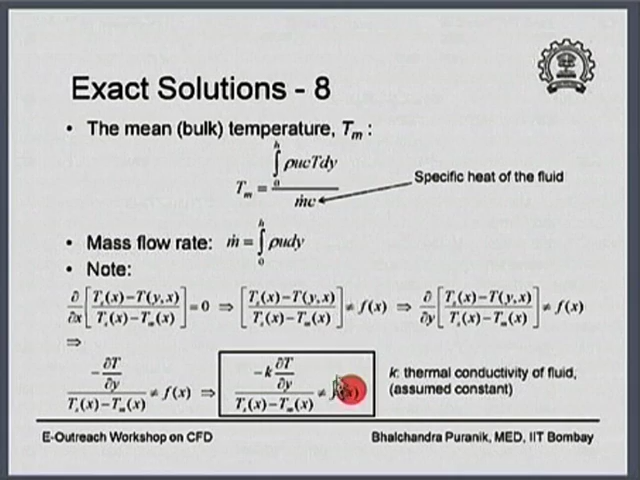 Exact Solutions - 8
• The mean (bulk) temperature, Tₘ :
Tₘ = ∫₀ʰ ρucTdy / ṁc
Specific heat of the fluid
• Mass flow rate: ṁ = ∫₀ʰ ρudy
• Note:
∂/∂x [ (Tₛ(x) − T(y,x)) / (Tₛ(x) − Tₘ(x)) ] = 0 ⇒ [ (Tₛ(x) − T(y,x)) / (Tₛ(x) − Tₘ(x)) ] ≠ f(x) ⇒ ∂/∂y [ (Tₛ(x) − T(y,x)) / (Tₛ(x) − Tₘ(x)) ] ≠ f(x)
⇒
(−∂T/∂y) / (Tₛ(x) − Tₘ(x)) ≠ f(x) ⇒ (−k ∂T/∂y) / (Tₛ(x) − Tₘ(x)) ≠ f(x)
k: thermal conductivity of fluid,
(assumed constant)
E-Outreach Workshop on CFD
Bhalchandra Puranik, MED, IIT Bombay